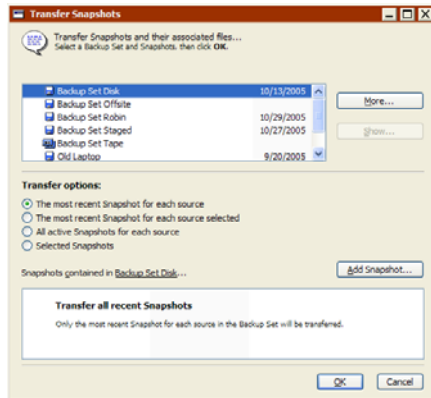 Transfer Snapshots
Transfer Snapshots and their associated files...
Select a Backup Set and Snapshots, then click OK.
Backup Set Disk 10/13/2005
Backup Set Offsite
Backup Set Robin 10/29/2005
Backup Set Staged 10/27/2005
Backup Set Tape
Old Laptop 9/20/2005
More...
Show...
Transfer options:
The most recent Snapshot for each source
The most recent Snapshot for each source selected
All active Snapshots for each source
Selected Snapshots
Snapshots contained in Backup Set Disk...
Add Snapshot...
Transfer all recent Snapshots
Only the most recent Snapshot for each source in the Backup Set will be transferred.
OK
Cancel